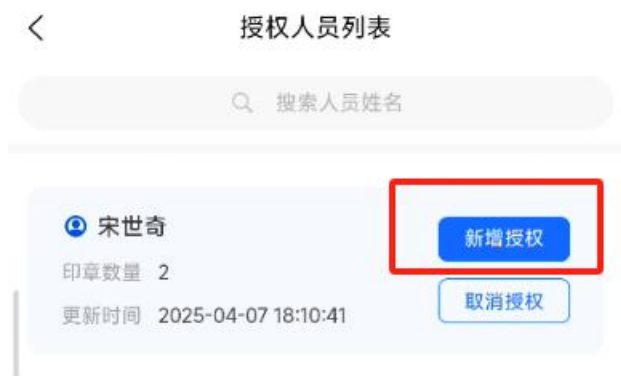 授权人员列表
搜索人员姓名
宋世奇
新增授权
印章数量 2
取消授权
更新时间 2025-04-07 18:10:41